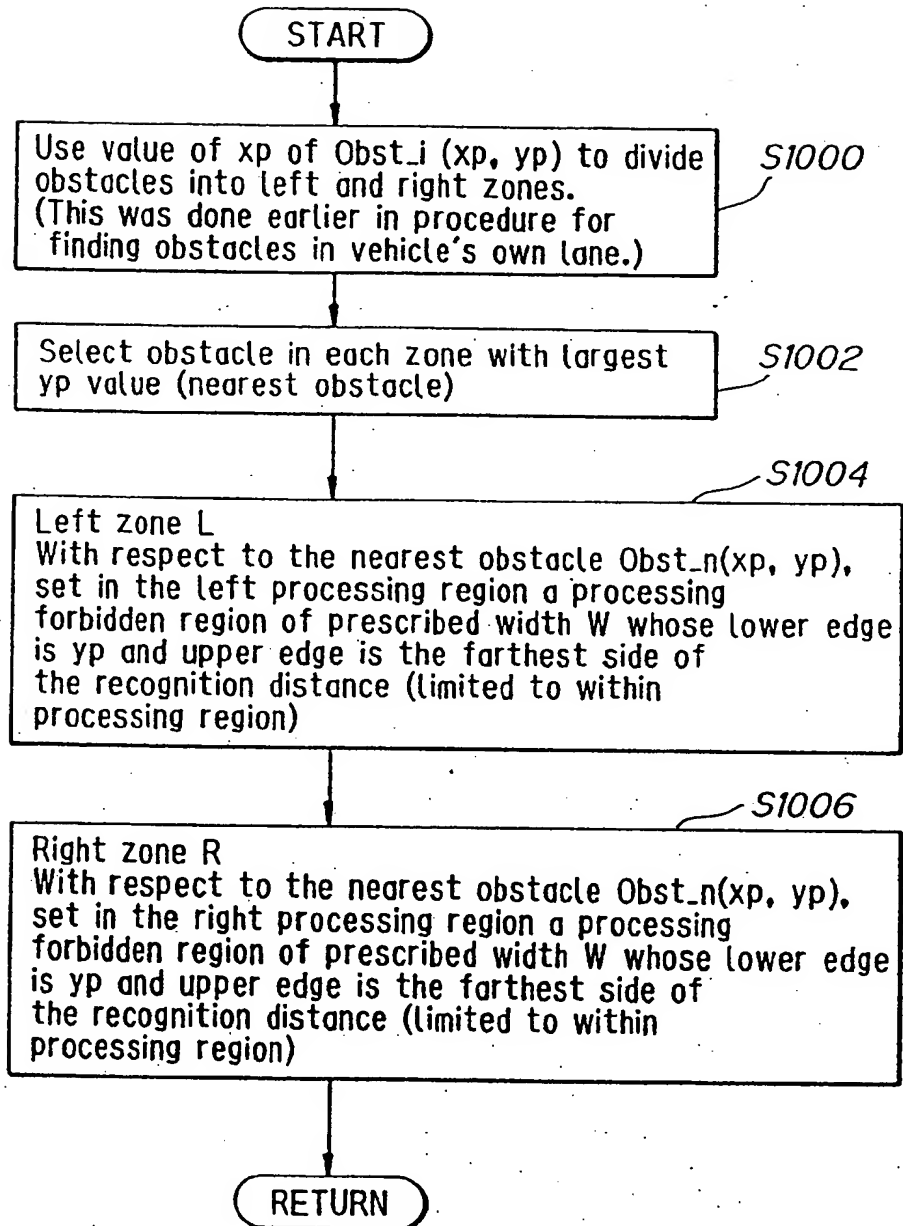 START
Use value of xp of Obst_i (xp, yp) to divide
obstacles into left and right zones.
(This was done earlier in procedure for
finding obstacles in vehicle's own lane.)
S1000
Select obstacle in each zone with largest
yp value (nearest obstacle)
S1002
S1004
Left zone L
With respect to the nearest obstacle Obst_n(xp, yp),
set in the left processing region a processing
forbidden region of prescribed width W whose lower edge
is yp and upper edge is the farthest side of
the recognition distance (limited to within
processing region)
S1006
Right zone R
With respect to the nearest obstacle Obst_n(xp, yp),
set in the right processing region a processing
forbidden region of prescribed width W whose lower edge
is yp and upper edge is the farthest side of
the recognition distance (limited to within
processing region)
RETURN